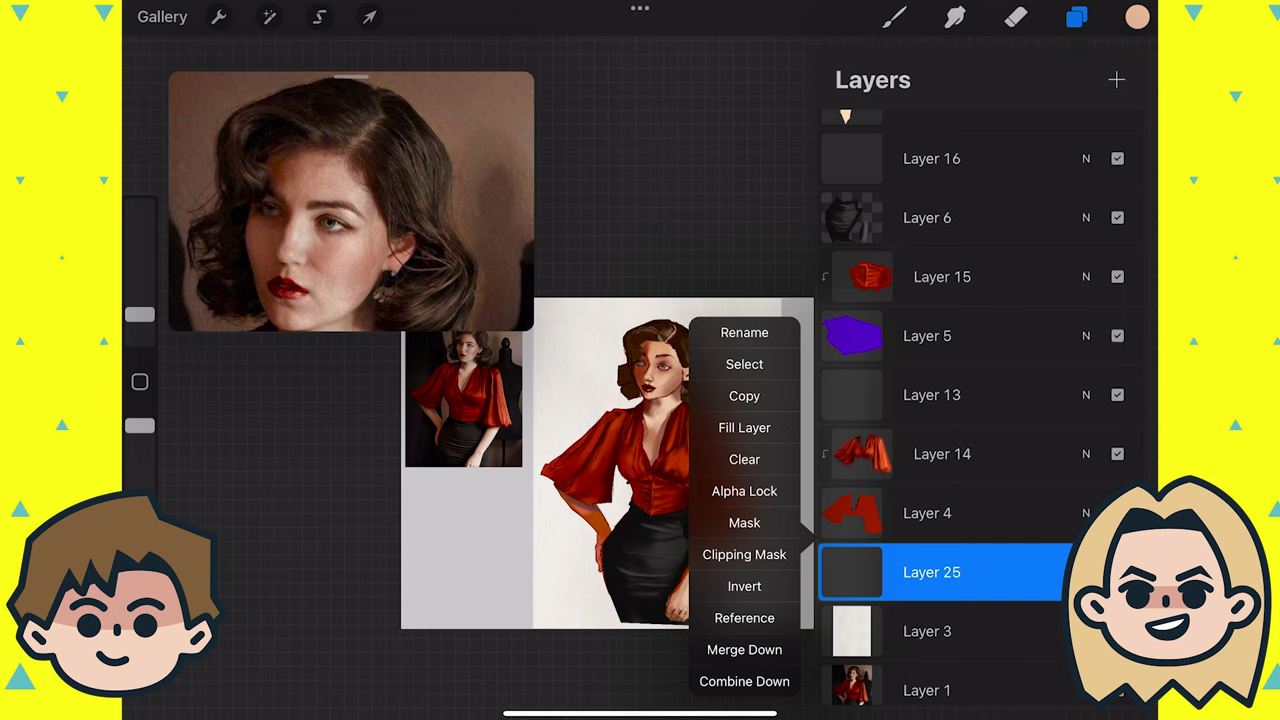 Gallery
Layers
Layer 16 N
Layer 6 N
Layer 15 N
Layer 5 N
Layer 13 N
Layer 14 N
Layer 4 N
Layer 25
Layer 3
Layer 1
Rename
Select
Copy
Fill Layer
Clear
Alpha Lock
Mask
Clipping Mask
Invert
Reference
Merge Down
Combine Down